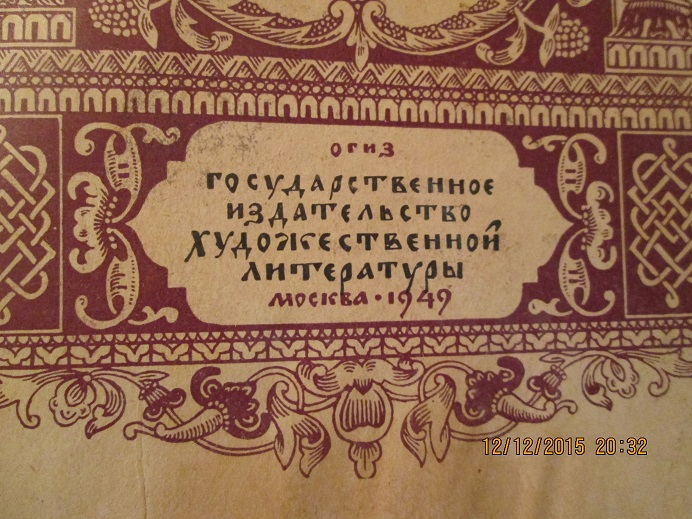 ОГИЗ
ГОСУДАРСТВЕННОЕ
ИЗДАТЕЛЬСТВО
ХУДОЖЕСТВЕННОЙ
ЛИТЕРАТУРЫ
МОСКВА · 1949
12/12/2015 20:32